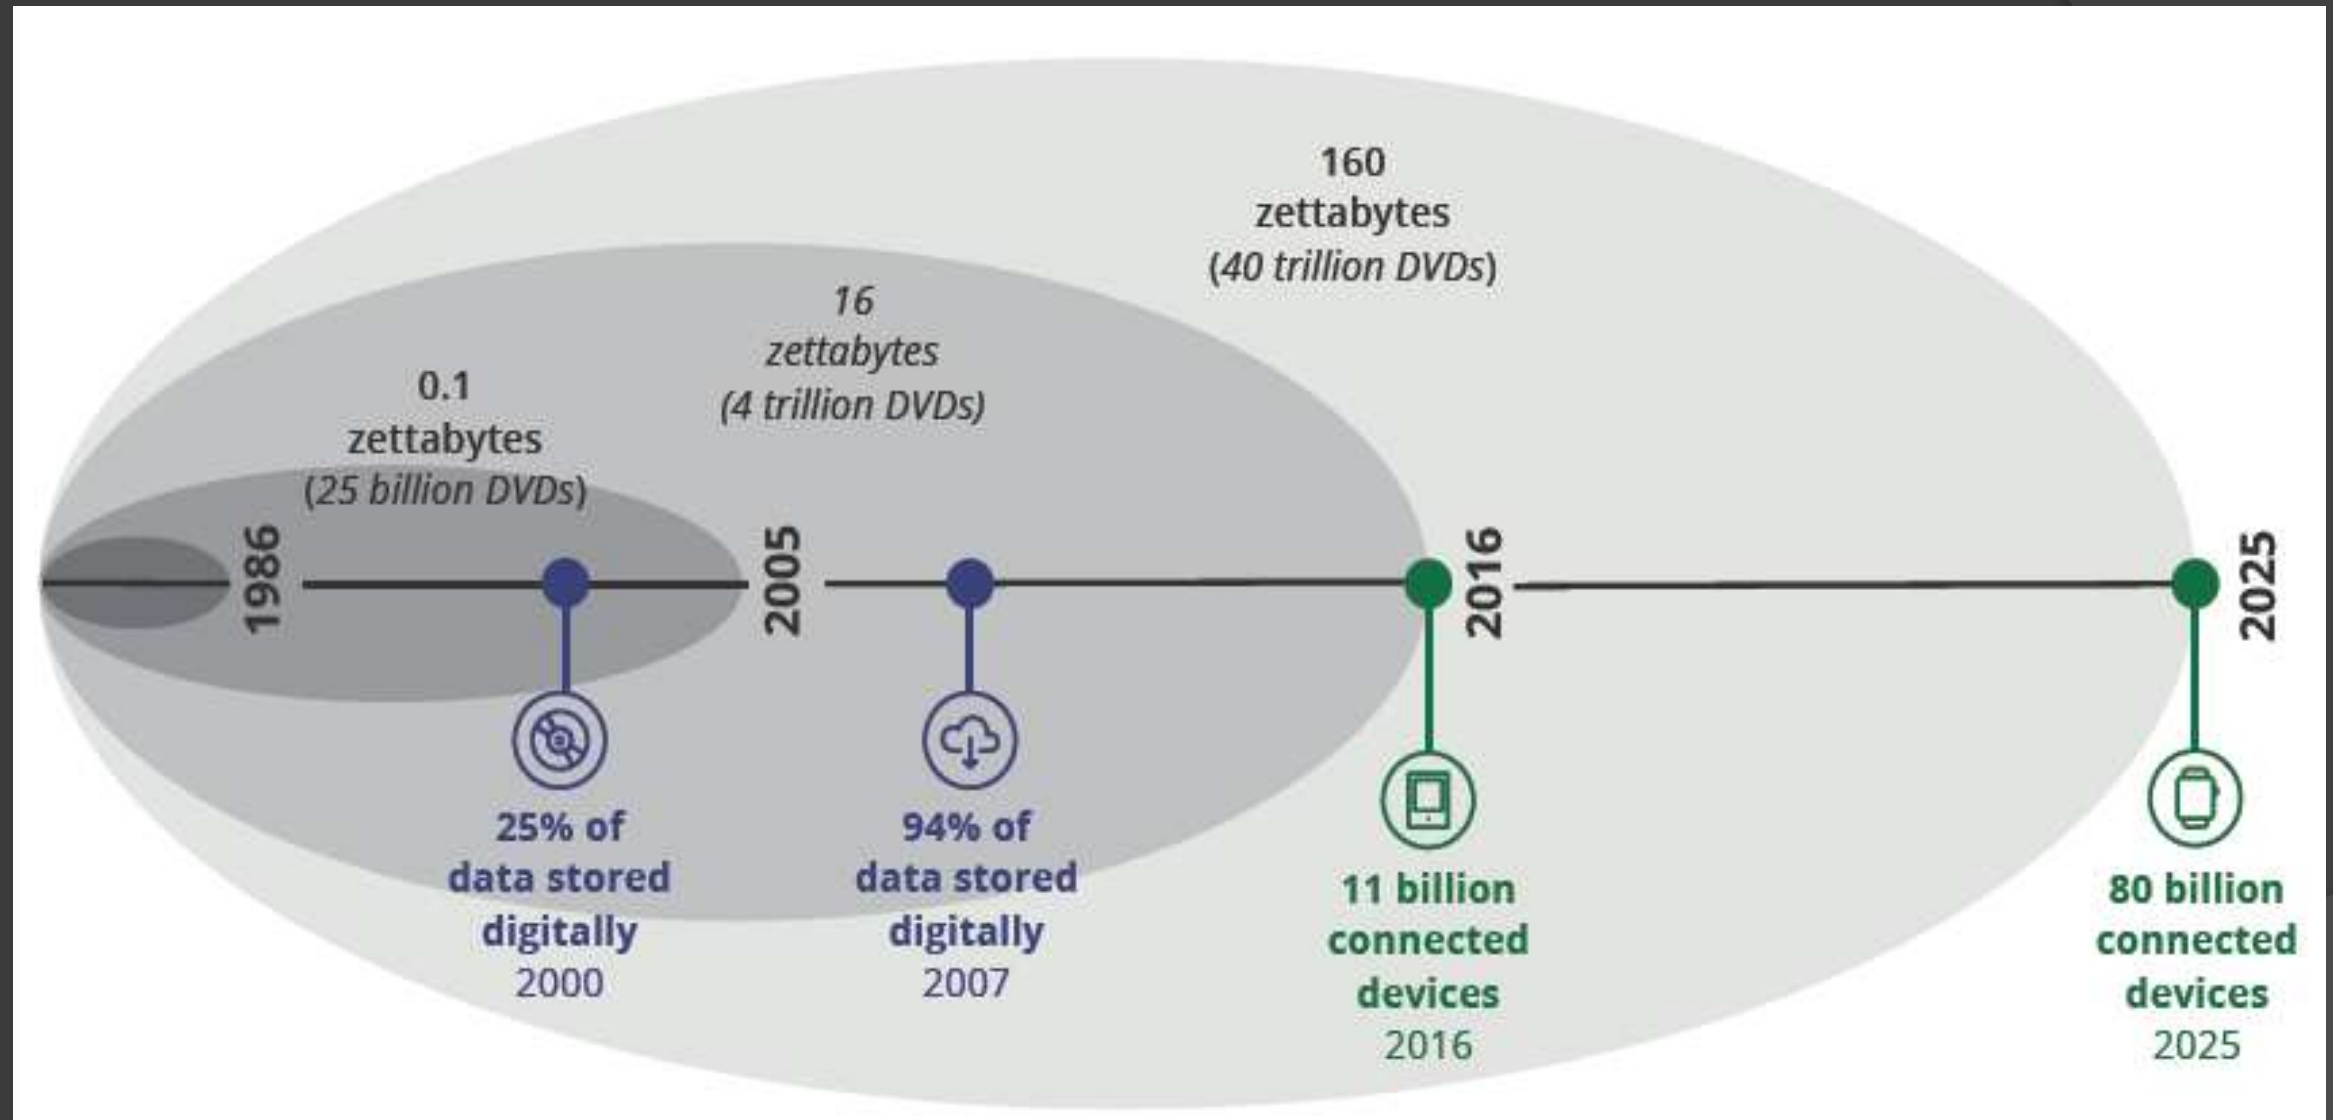 160
zettabytes
(40 trillion DVDs)
16
zettabytes
(4 trillion DVDs)
0.1
zettabytes
(25 billion DVDs)
1986
2005
2016
2025
25% of
data stored
digitally
2000
94% of
data stored
digitally
2007
11 billion
connected
devices
2016
80 billion
connected
devices
2025